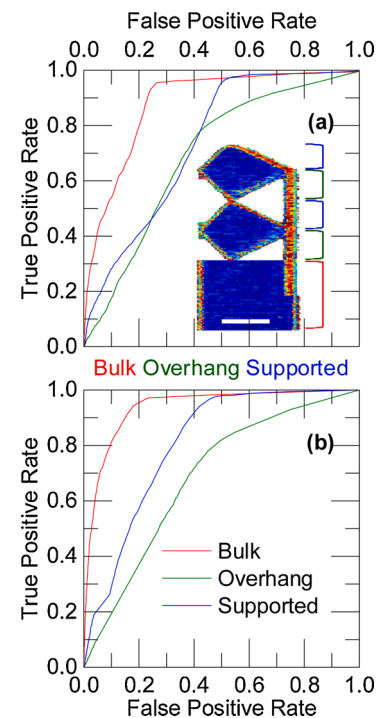 False Positive Rate
0.0 0.2 0.4 0.6 0.8 1.0
1.0
0.8
0.6
0.4
0.2
0.0
True Positive Rate
(a)
Bulk Overhang Supported
1.0
0.8
0.6
0.4
0.2
0.0
True Positive Rate
(b)
Bulk
Overhang
Supported
0.0 0.2 0.4 0.6 0.8 1.0
False Positive Rate